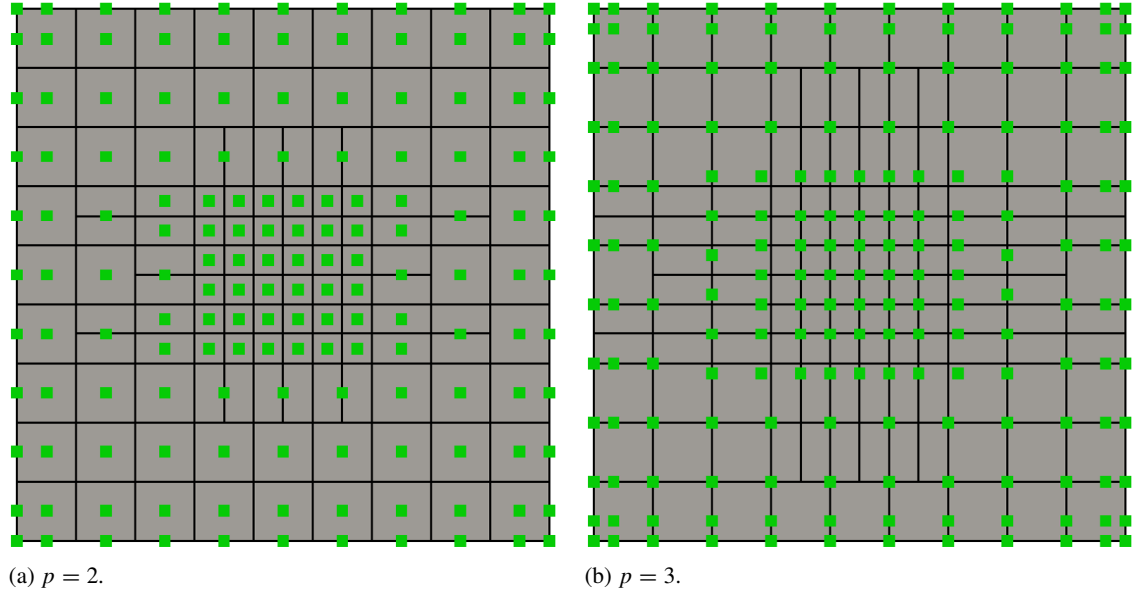 (a) p = 2.
(b) p = 3.